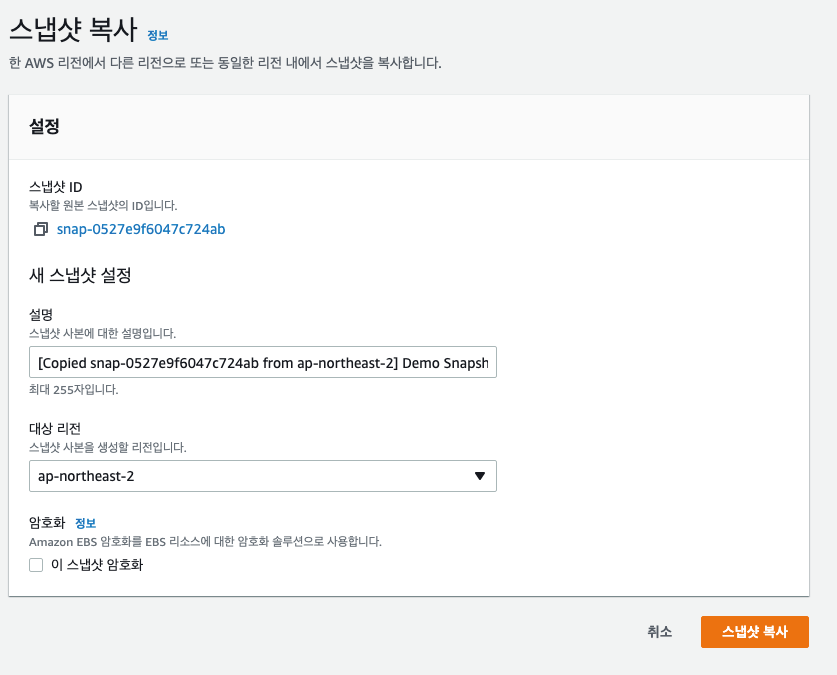 스냅샷 복사 정보
한 AWS 리전에서 다른 리전으로 또는 동일한 리전 내에서 스냅샷을 복사합니다.
설정
스냅샷 ID
복사할 원본 스냅샷의 ID입니다.
snap-0527e9f6047c724ab
새 스냅샷 설정
설명
스냅샷 사본에 대한 설명입니다.
[Copied snap-0527e9f6047c724ab from ap-northeast-2] Demo Snapsh
최대 255자입니다.
대상 리전
스냅샷 사본을 생성할 리전입니다.
ap-northeast-2
암호화 정보
Amazon EBS 암호화를 EBS 리소스에 대한 암호화 솔루션으로 사용합니다.
이 스냅샷 암호화
취소 스냅샷 복사